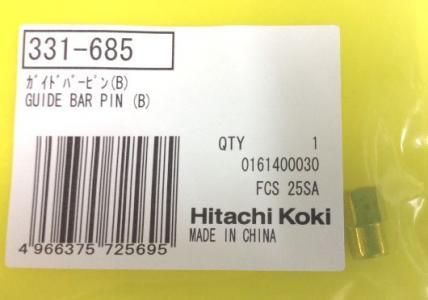 331-685
ｶﾞｲﾄﾞﾊﾞｰﾋﾟﾝ(B)
GUIDE BAR PIN (B)
QTY 1
0161400030
FCS 25SA
Hitachi Koki
MADE IN CHINA
4 966375 725695